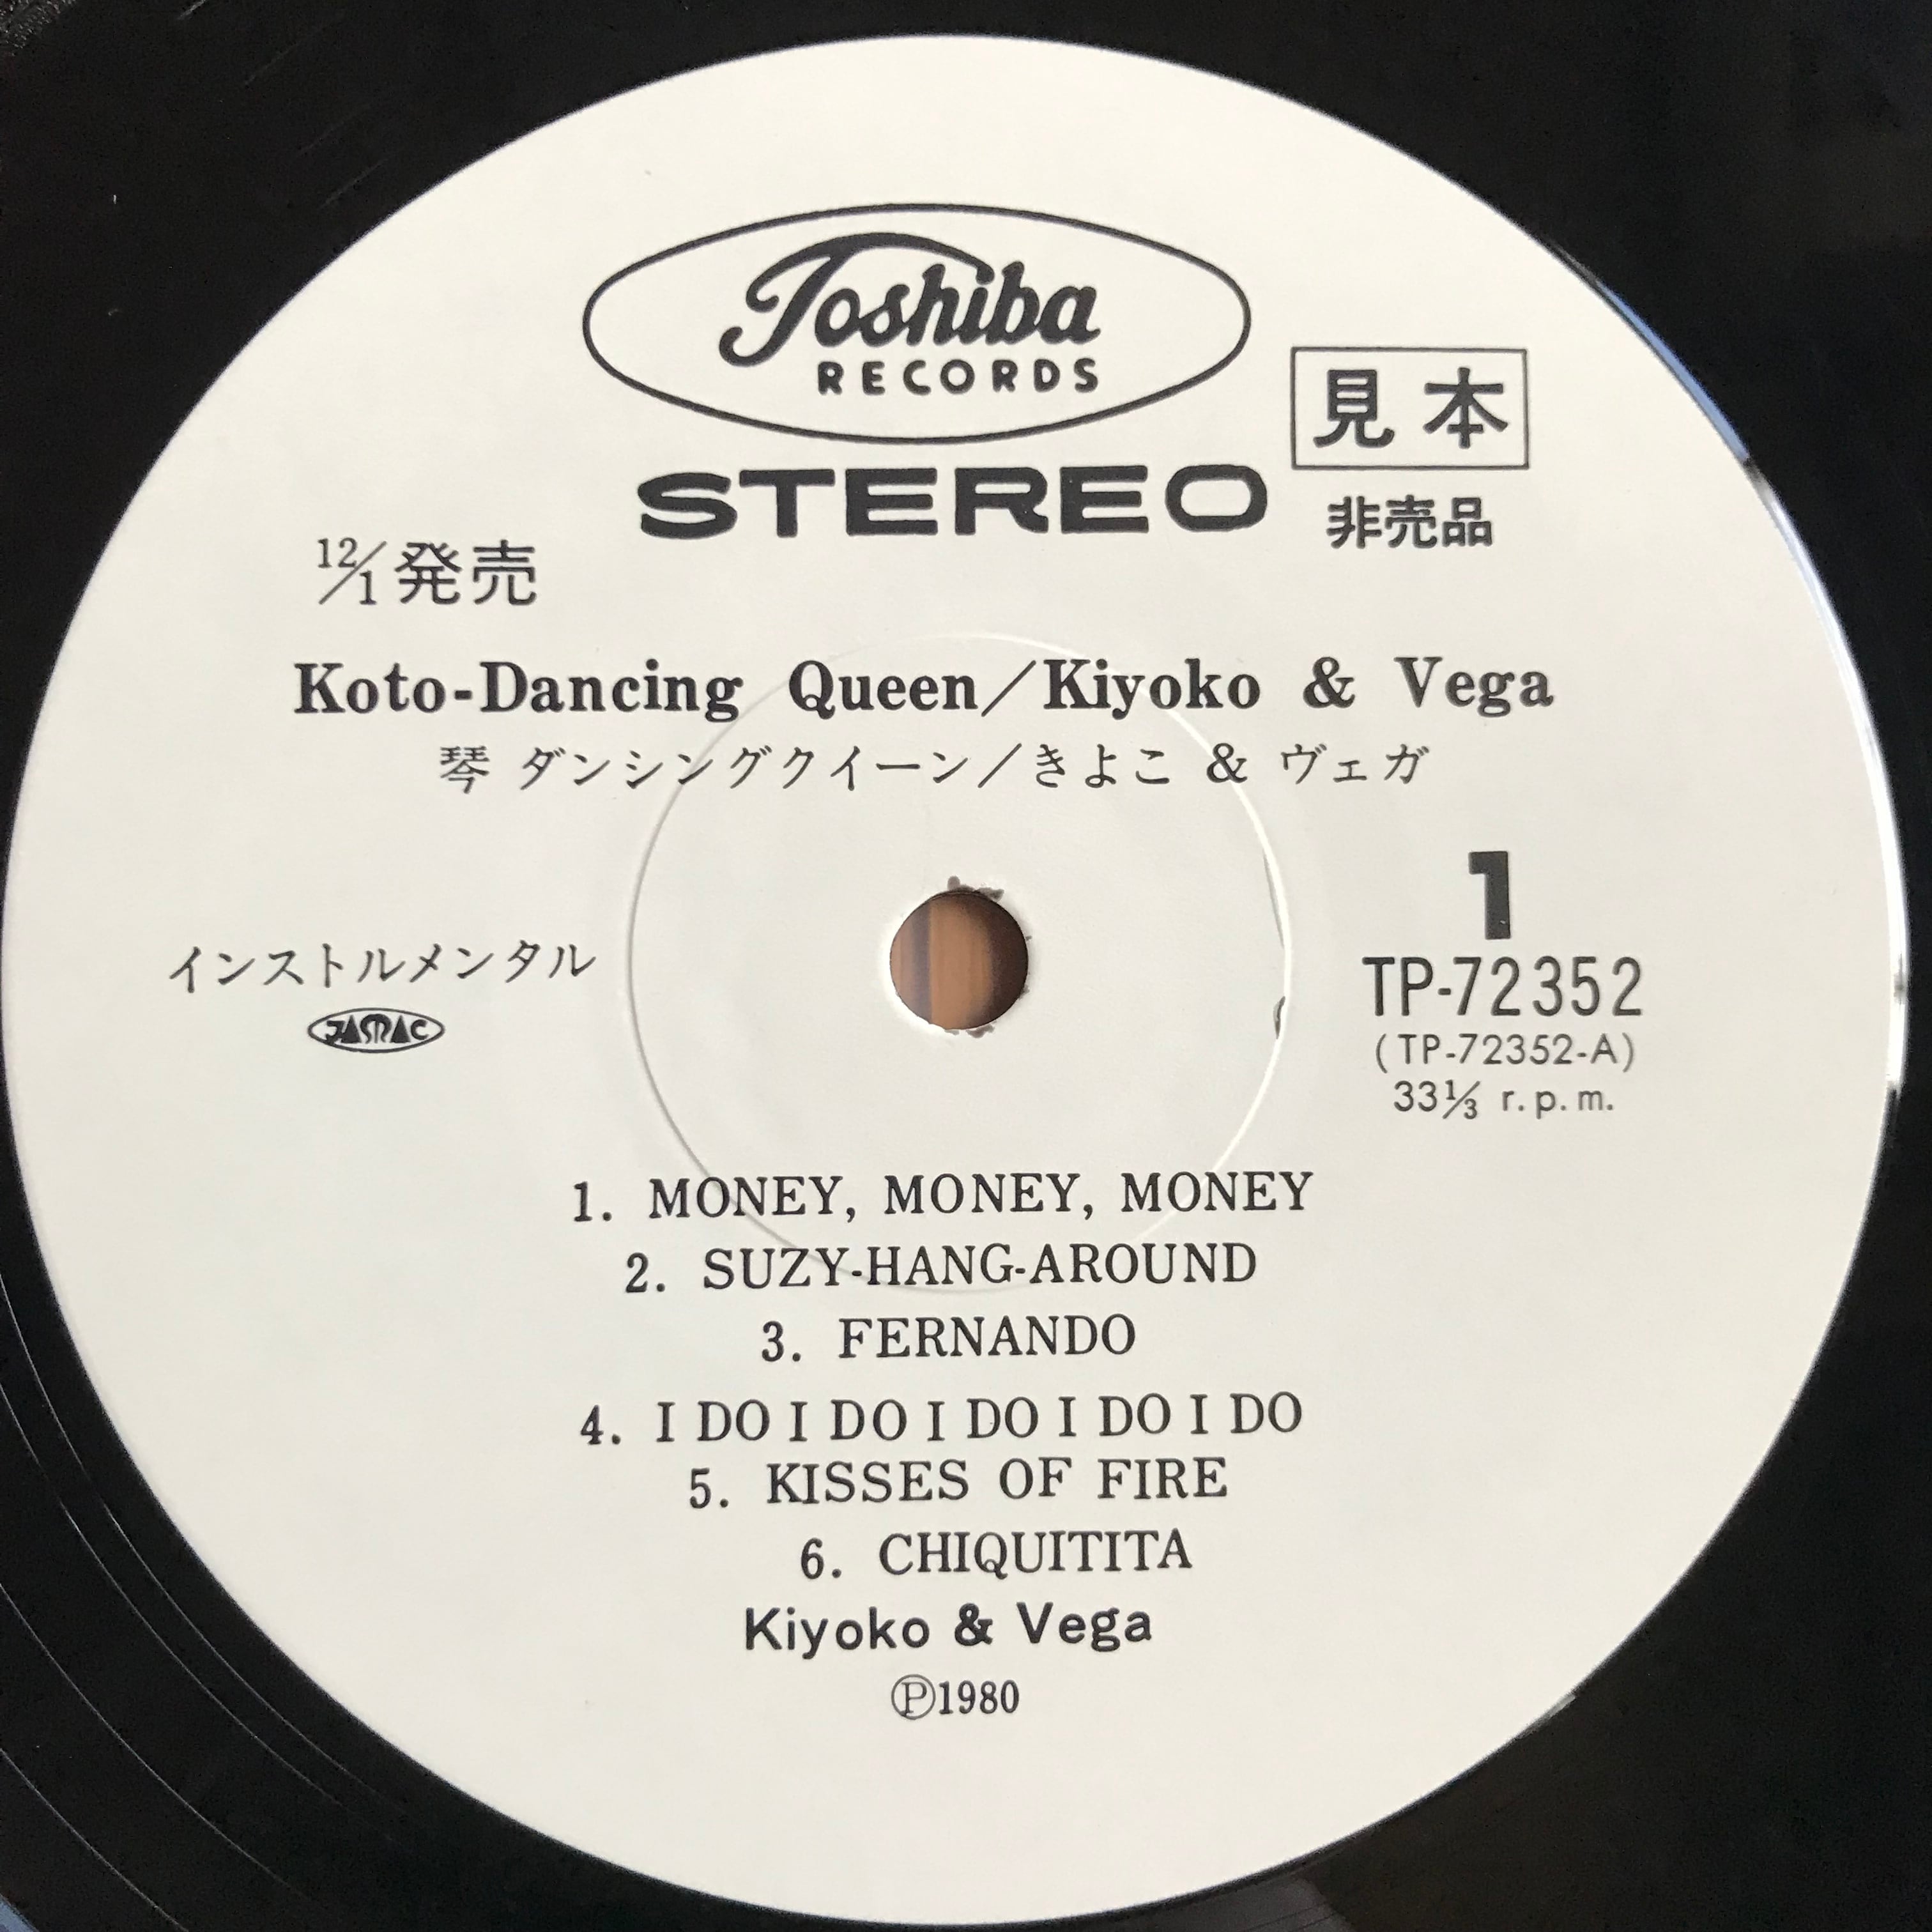 Toshiba
RECORDS
見本
STEREO
非売品
12/1発売
Koto-Dancing Queen/Kiyoko & Vega
琴 ダンシングクイーン/きよこ & ヴェガ
1
インストルメンタル
TP-72352
JASRAC
(TP-72352-A)
33⅓ r.p.m.
1. MONEY, MONEY, MONEY
2. SUZY-HANG-AROUND
3. FERNANDO
4. I DO I DO I DO I DO I DO
5. KISSES OF FIRE
6. CHIQUITITA
Kiyoko & Vega
Ⓟ1980